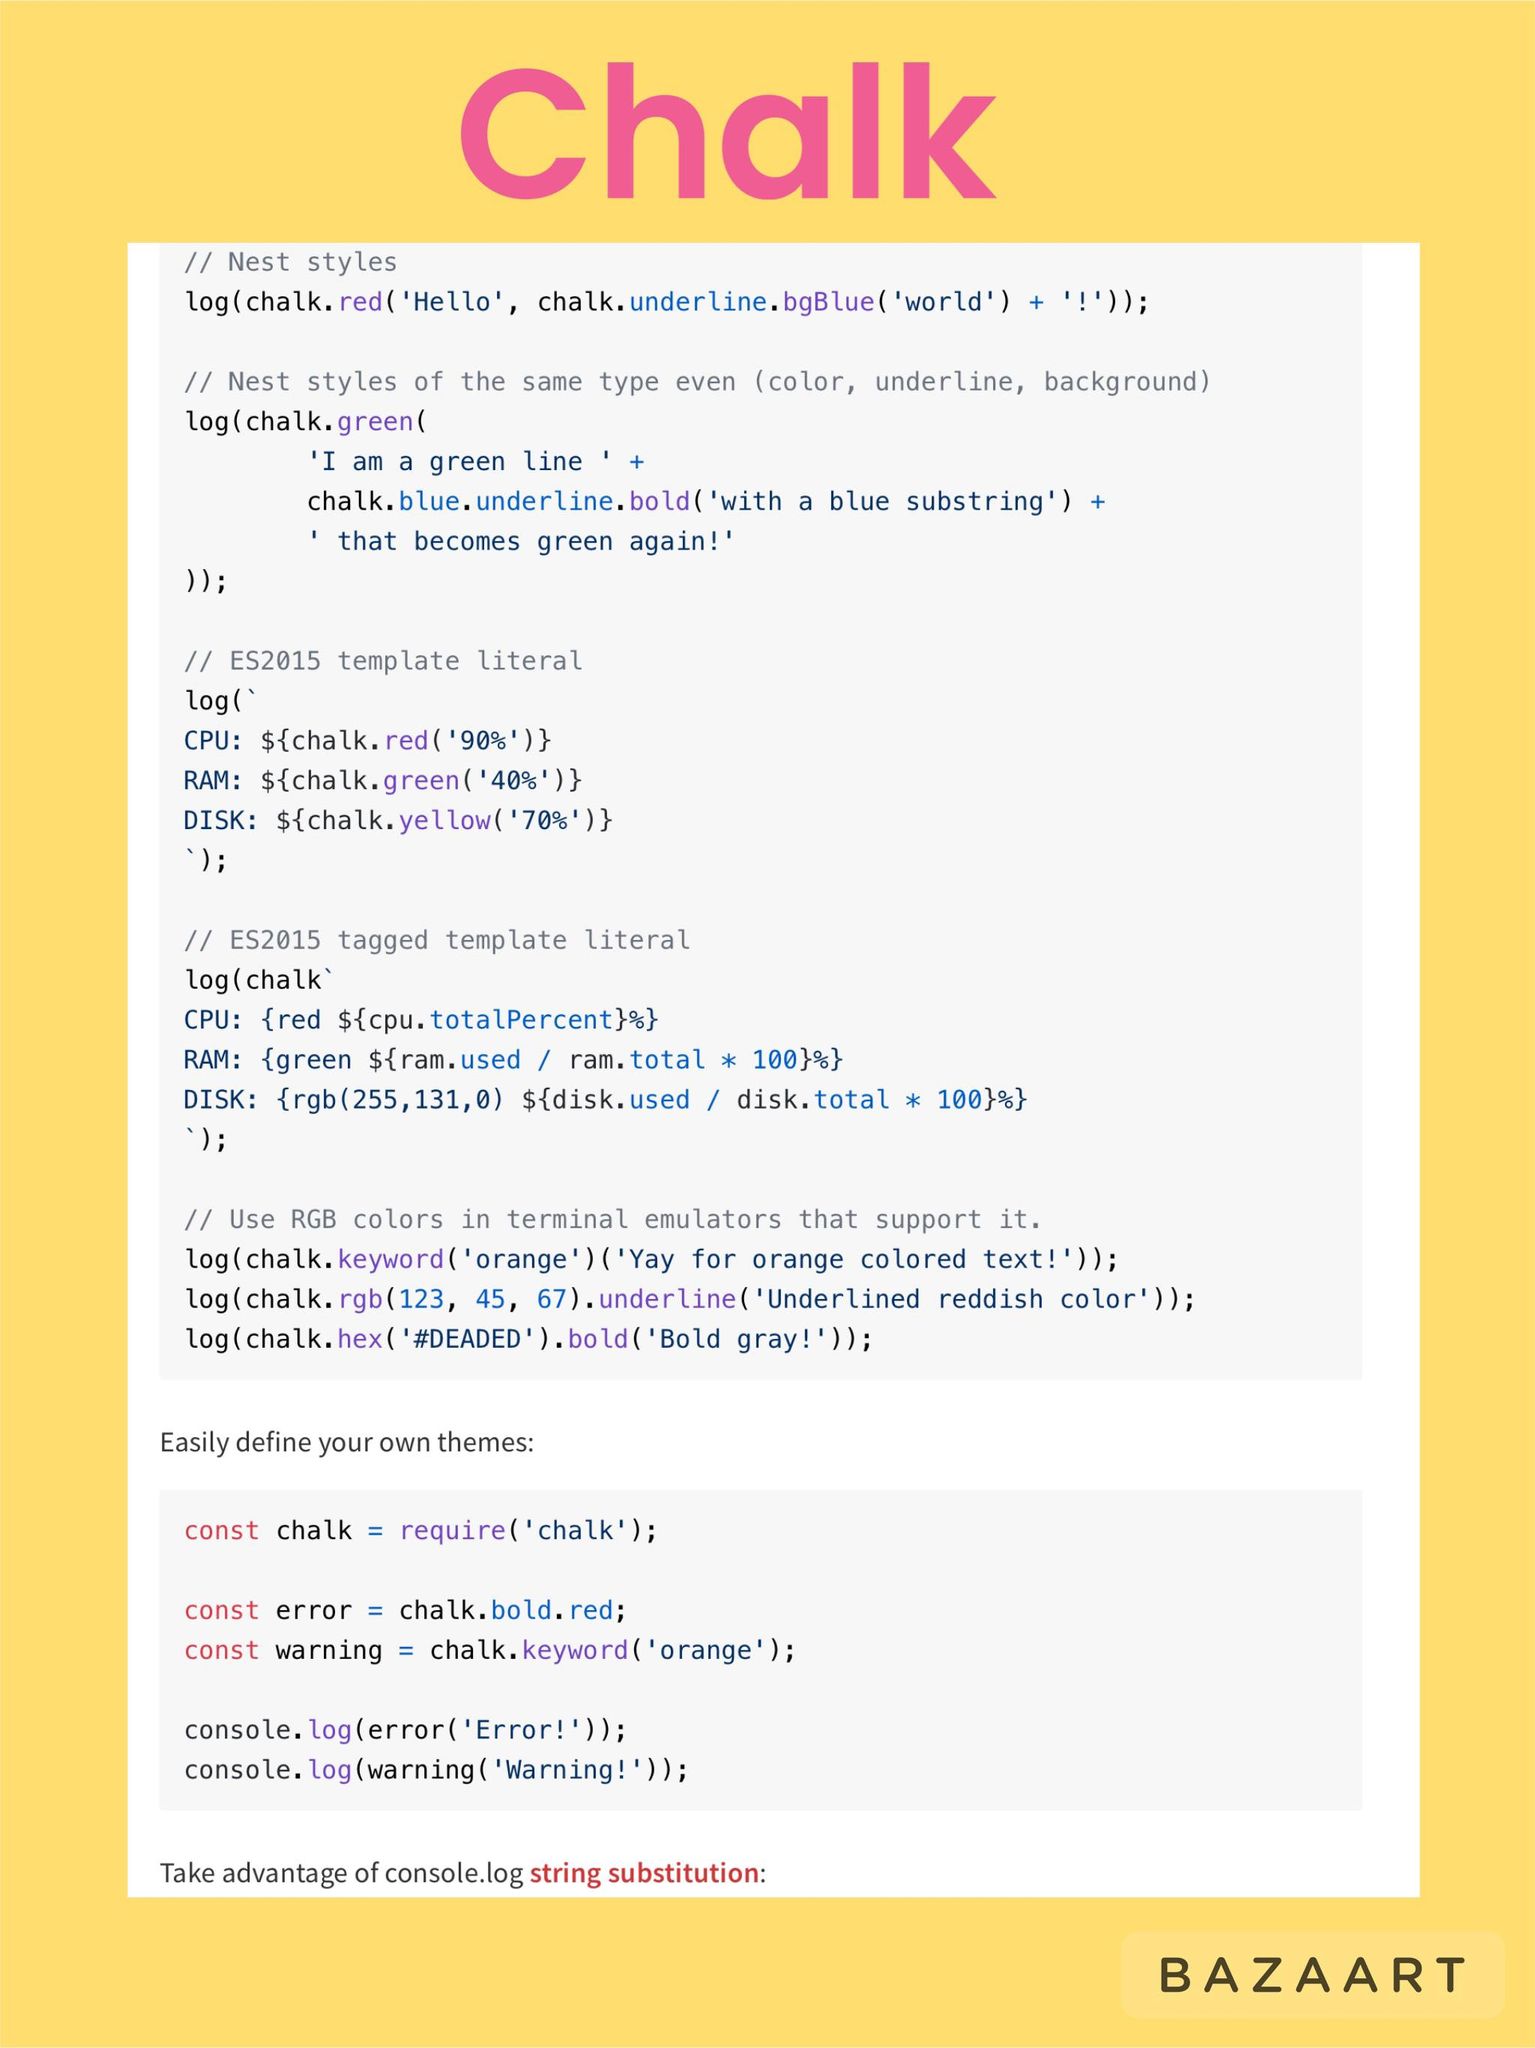 Chalk
// Nest styles
log(chalk.red('Hello', chalk.underline.bgBlue('world') + '!'));
// Nest styles of the same type even (color, underline, background)
log(chalk.green(
'I am a green line ' +
chalk.blue.underline.bold('with a blue substring') +
' that becomes green again!'
));
// ES2015 template literal
log(`
CPU: ${chalk.red('90%')}
RAM: ${chalk.green('40%')}
DISK: ${chalk.yellow('70%')}
`);
// ES2015 tagged template literal
log(chalk`
CPU: {red ${cpu.totalPercent}%}
RAM: {green ${ram.used / ram.total * 100}%}
DISK: {rgb(255,131,0) ${disk.used / disk.total * 100}%}
`);
// Use RGB colors in terminal emulators that support it.
log(chalk.keyword('orange')('Yay for orange colored text!'));
log(chalk.rgb(123, 45, 67).underline('Underlined reddish color'));
log(chalk.hex('#DEADED').bold('Bold gray!'));
Easily define your own themes:
const chalk = require('chalk');
const error = chalk.bold.red;
const warning = chalk.keyword('orange');
console.log(error('Error!'));
console.log(warning('Warning!'));
Take advantage of console.log string substitution:
BAZAART